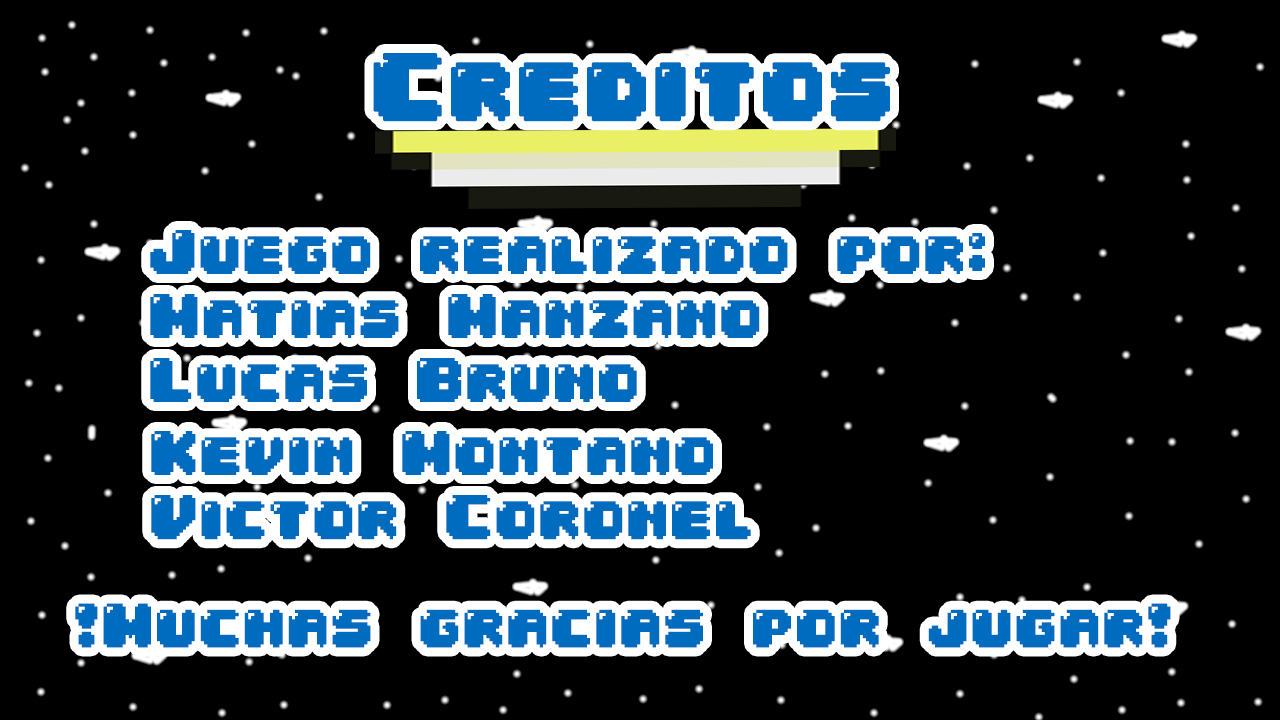 Creditos
Juego realizado por:
Matias Manzano
Lucas Bruno
Kevin Montano
Victor Coronel
!Muchas gracias por jugar!